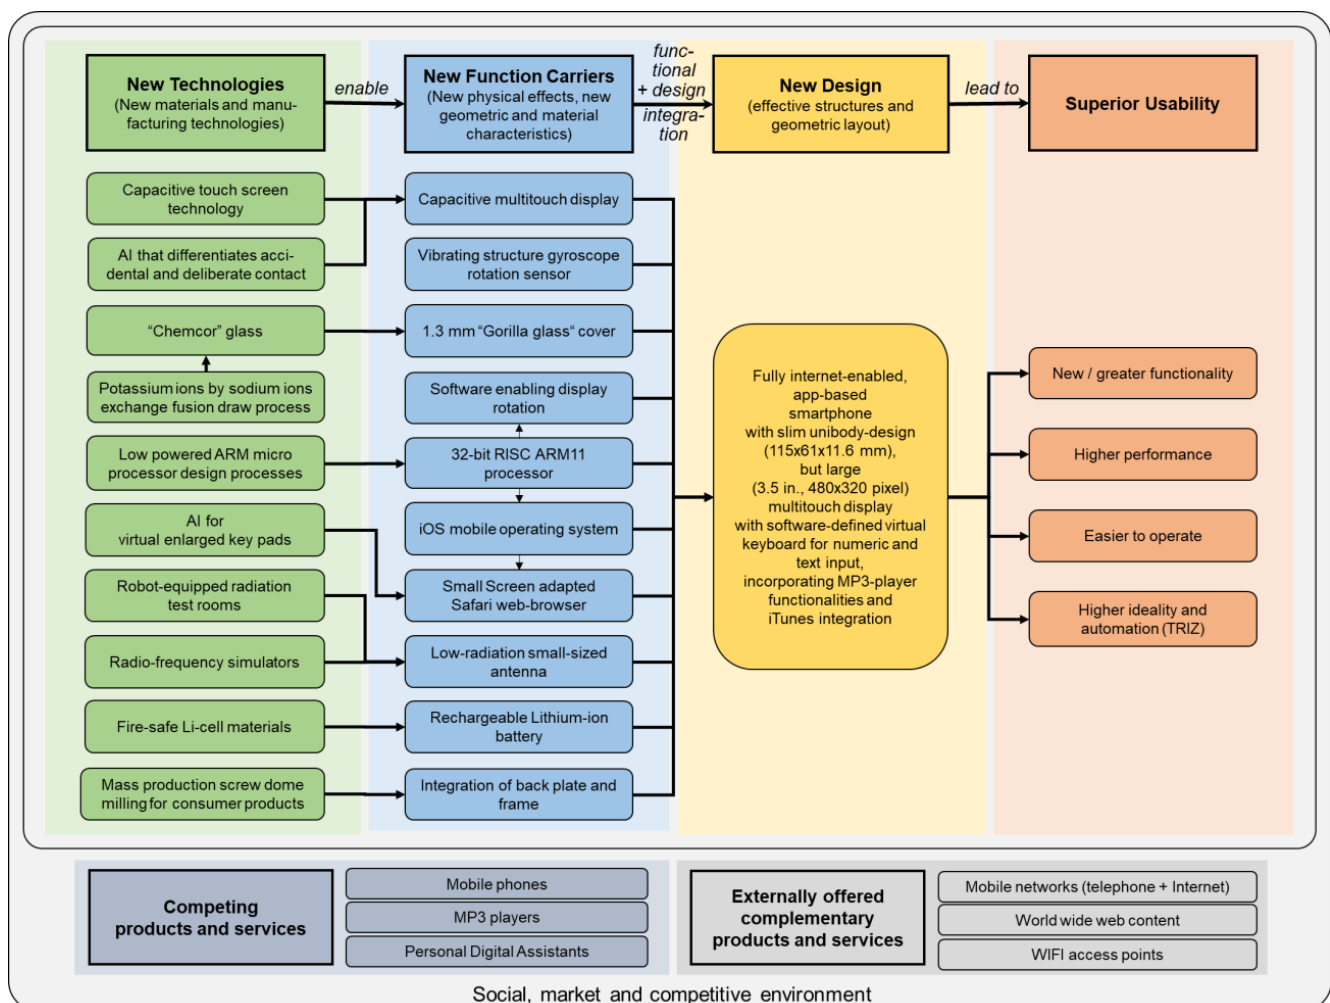 New Technologies
(New materials and manu-
facturing technologies)
enable
New Function Carriers
(New physical effects, new
geometric and material
characteristics)
func-
tional
+ design
integra-
tion
New Design
(effective structures and
geometric layout)
lead to
Superior Usability
Capacitive touch screen
technology
AI that differentiates acci-
dental and deliberate contact
“Chemcor” glass
Potassium ions by sodium ions
exchange fusion draw process
Low powered ARM micro
processor design processes
AI for
virtual enlarged key pads
Robot-equipped radiation
test rooms
Radio-frequency simulators
Fire-safe Li-cell materials
Mass production screw dome
milling for consumer products
Capacitive multitouch display
Vibrating structure gyroscope
rotation sensor
1.3 mm “Gorilla glass“ cover
Software enabling display
rotation
32-bit RISC ARM11
processor
iOS mobile operating system
Small Screen adapted
Safari web-browser
Low-radiation small-sized
antenna
Rechargeable Lithium-ion
battery
Integration of back plate and
frame
Fully internet-enabled,
app-based
smartphone
with slim unibody-design
(115x61x11.6 mm),
but large
(3.5 in., 480x320 pixel)
multitouch display
with software-defined virtual
keyboard for numeric and
text input,
incorporating MP3-player
functionalities and
iTunes integration
New / greater functionality
Higher performance
Easier to operate
Higher ideality and
automation (TRIZ)
Competing
products and services
Mobile phones
MP3 players
Personal Digital Assistants
Externally offered
complementary
products and services
Mobile networks (telephone + Internet)
World wide web content
WIFI access points
Social, market and competitive environment